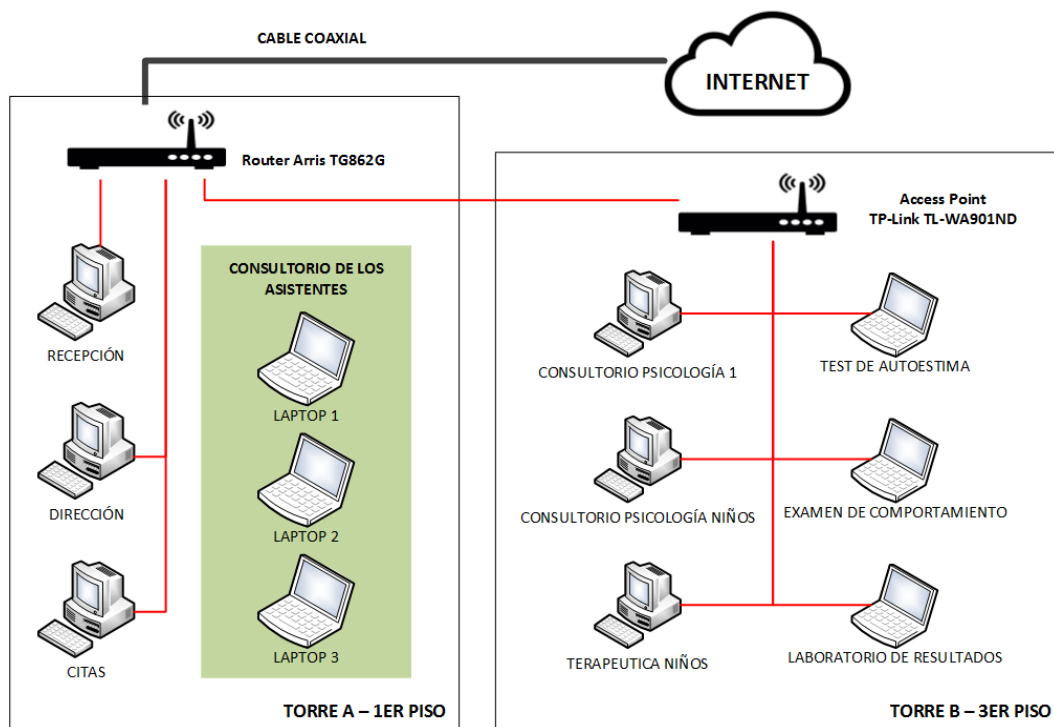 CABLE COAXIAL
INTERNET
Router Arris TG862G
RECEPCIÓN
DIRECCIÓN
CITAS
CONSULTORIO DE LOS
ASISTENTES
LAPTOP 1
LAPTOP 2
LAPTOP 3
TORRE A – 1ER PISO
Access Point
TP-Link TL-WA901ND
CONSULTORIO PSICOLOGÍA 1
TEST DE AUTOESTIMA
CONSULTORIO PSICOLOGÍA NIÑOS
EXAMEN DE COMPORTAMIENTO
TERAPEUTICA NIÑOS
LABORATORIO DE RESULTADOS
TORRE B – 3ER PISO